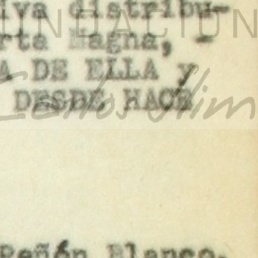 iva distribu-
rta Magna, -
A DE ELLA y
DESDE HACE
Peñón Blanco.